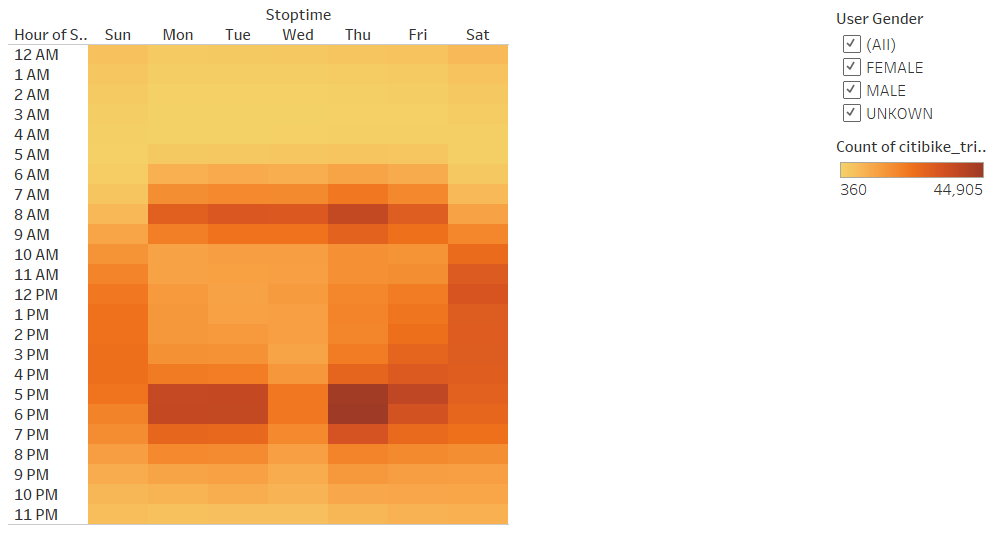 Stoptime
Hour of S.. Sun Mon Tue Wed Thu Fri Sat
12 AM
1 AM
2 AM
3 AM
4 AM
5 AM
6 AM
7 AM
8 AM
9 AM
10 AM
11 AM
12 PM
1 PM
2 PM
3 PM
4 PM
5 PM
6 PM
7 PM
8 PM
9 PM
10 PM
11 PM
User Gender
(All)
FEMALE
MALE
UNKOWN
Count of citibike_tri..
360 44,905